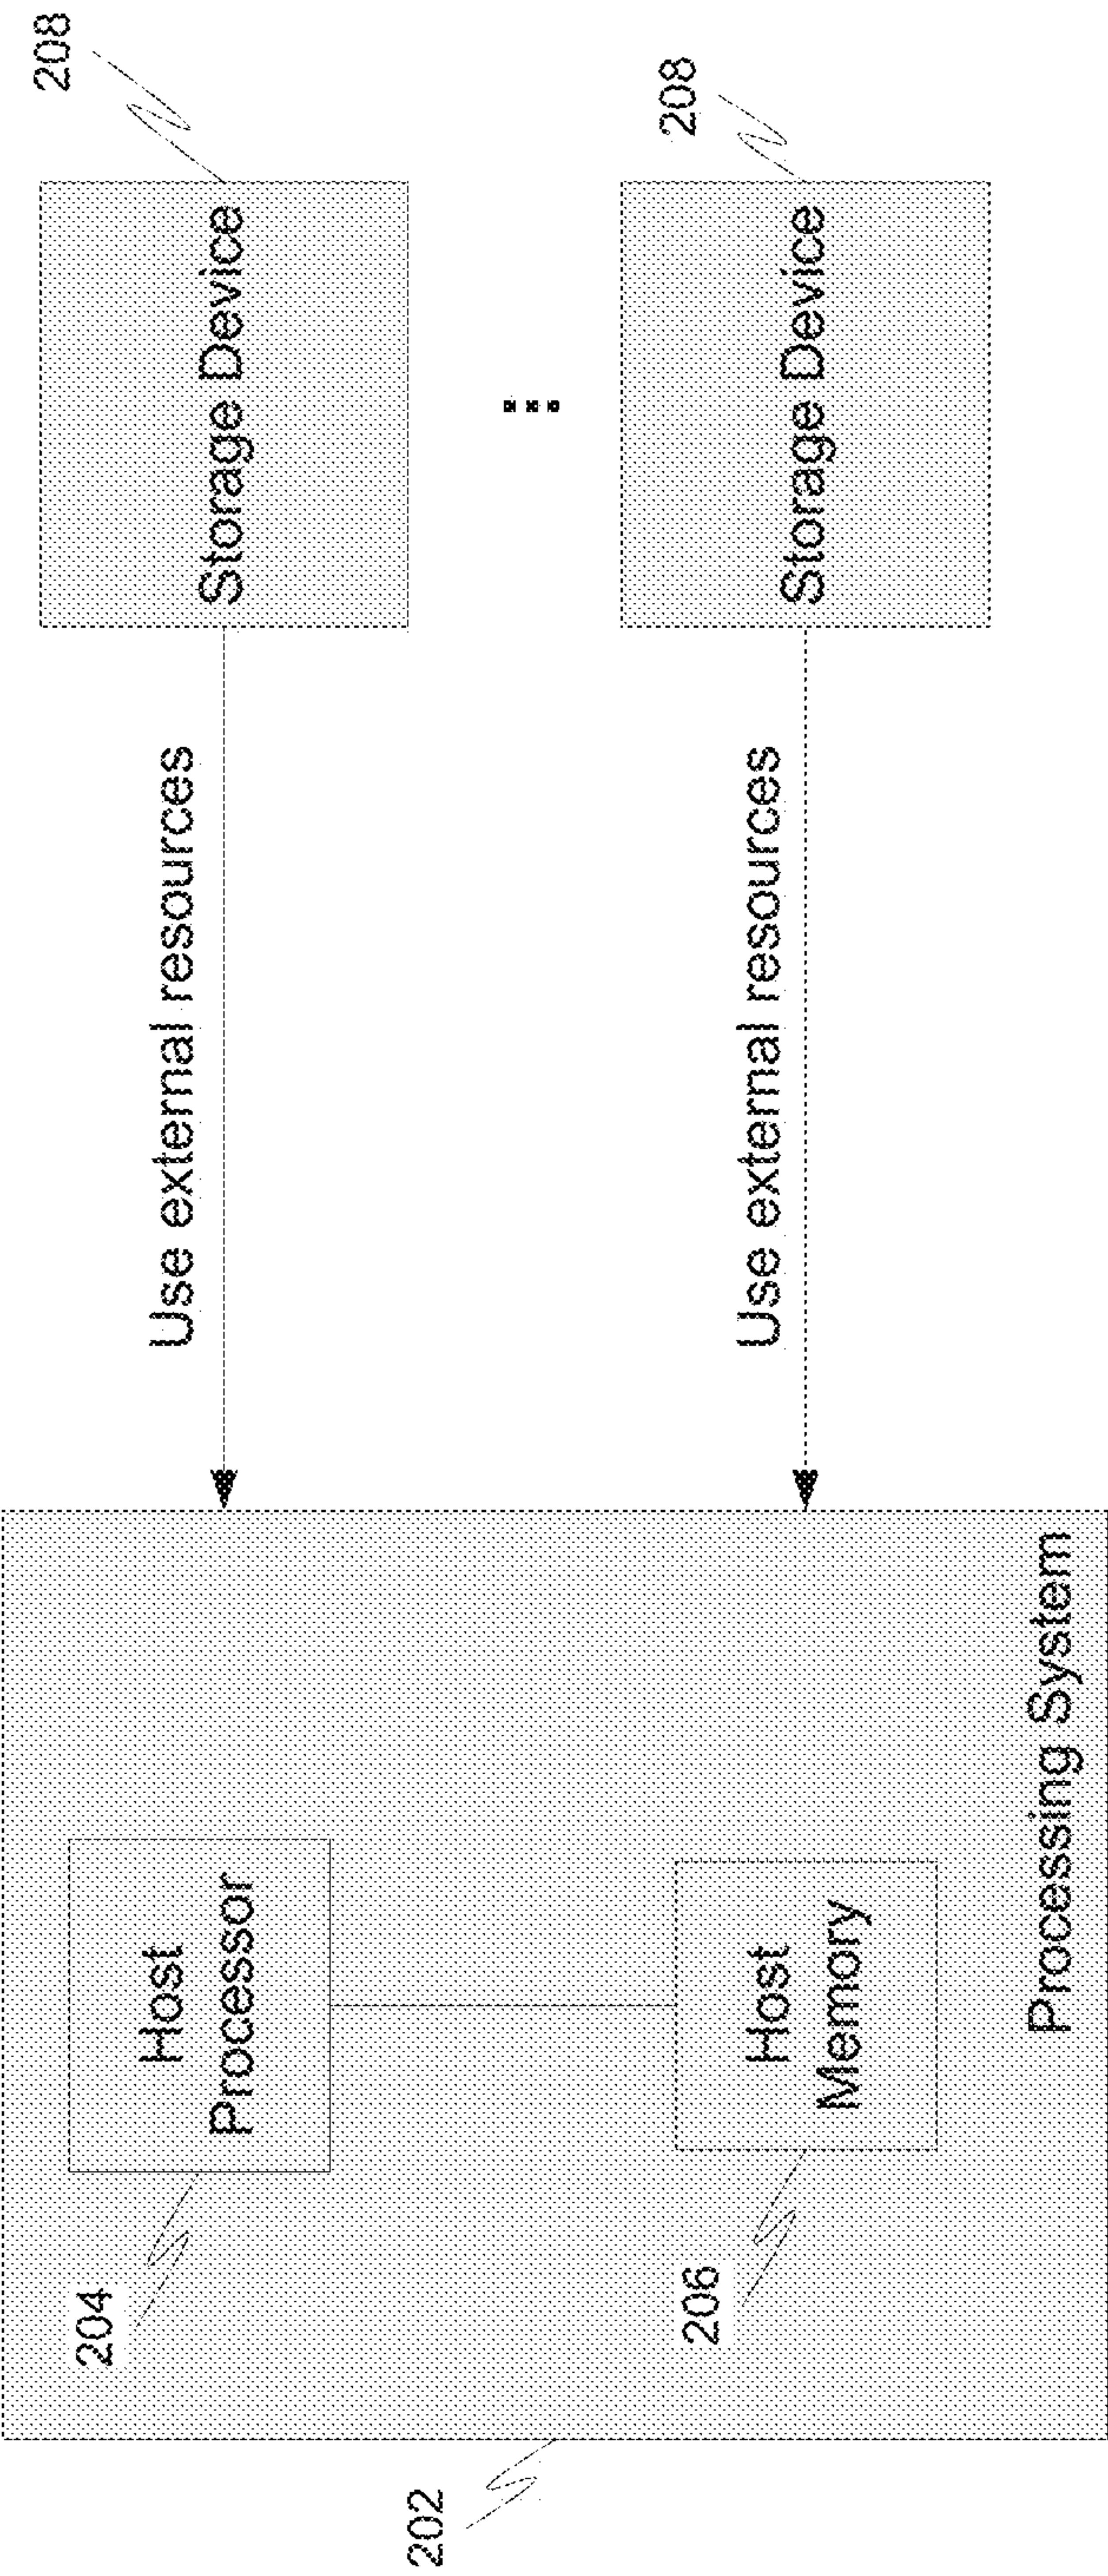 202
204
Host
Processor
206
Host
Memory
Processing System
Use external resources
Use external resources
208
Storage Device
...
208
Storage Device